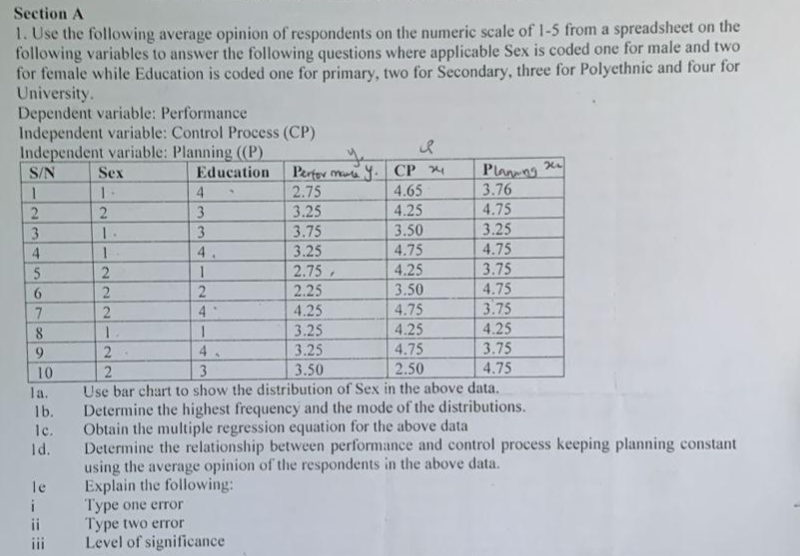 Section A
1. Use the following average opinion of respondents on the numeric scale of 1-5 from a spreadsheet on the
following variables to answer the following questions where applicable Sex is coded one for male and two
for female while Education is coded one for primary, two for Secondary, three for Polyethnic and four for
University.
Dependent variable: Performance
Independent variable: Control Process (CP)
Independent variable: Planning ((P)
S/N Sex Education y. CP x1 Planning x2
1 1 4 2.75 4.65 3.76
2 2 3 3.25 4.25 4.75
3 1 3 3.75 3.50 3.25
4 1 4 3.25 4.75 4.75
5 2 1 2.75 4.25 3.75
6 2 2 2.25 3.50 4.75
7 2 4 4.25 4.75 3.75
8 1 1 3.25 4.25 4.25
9 2 4 3.25 4.75 3.75
10 2 3 3.50 2.50 4.75
1a. Use bar chart to show the distribution of Sex in the above data.
1b. Determine the highest frequency and the mode of the distributions.
1c. Obtain the multiple regression equation for the above data
1d. Determine the relationship between performance and control process keeping planning constant
using the average opinion of the respondents in the above data.
1e Explain the following:
i Type one error
ii Type two error
iii Level of significance